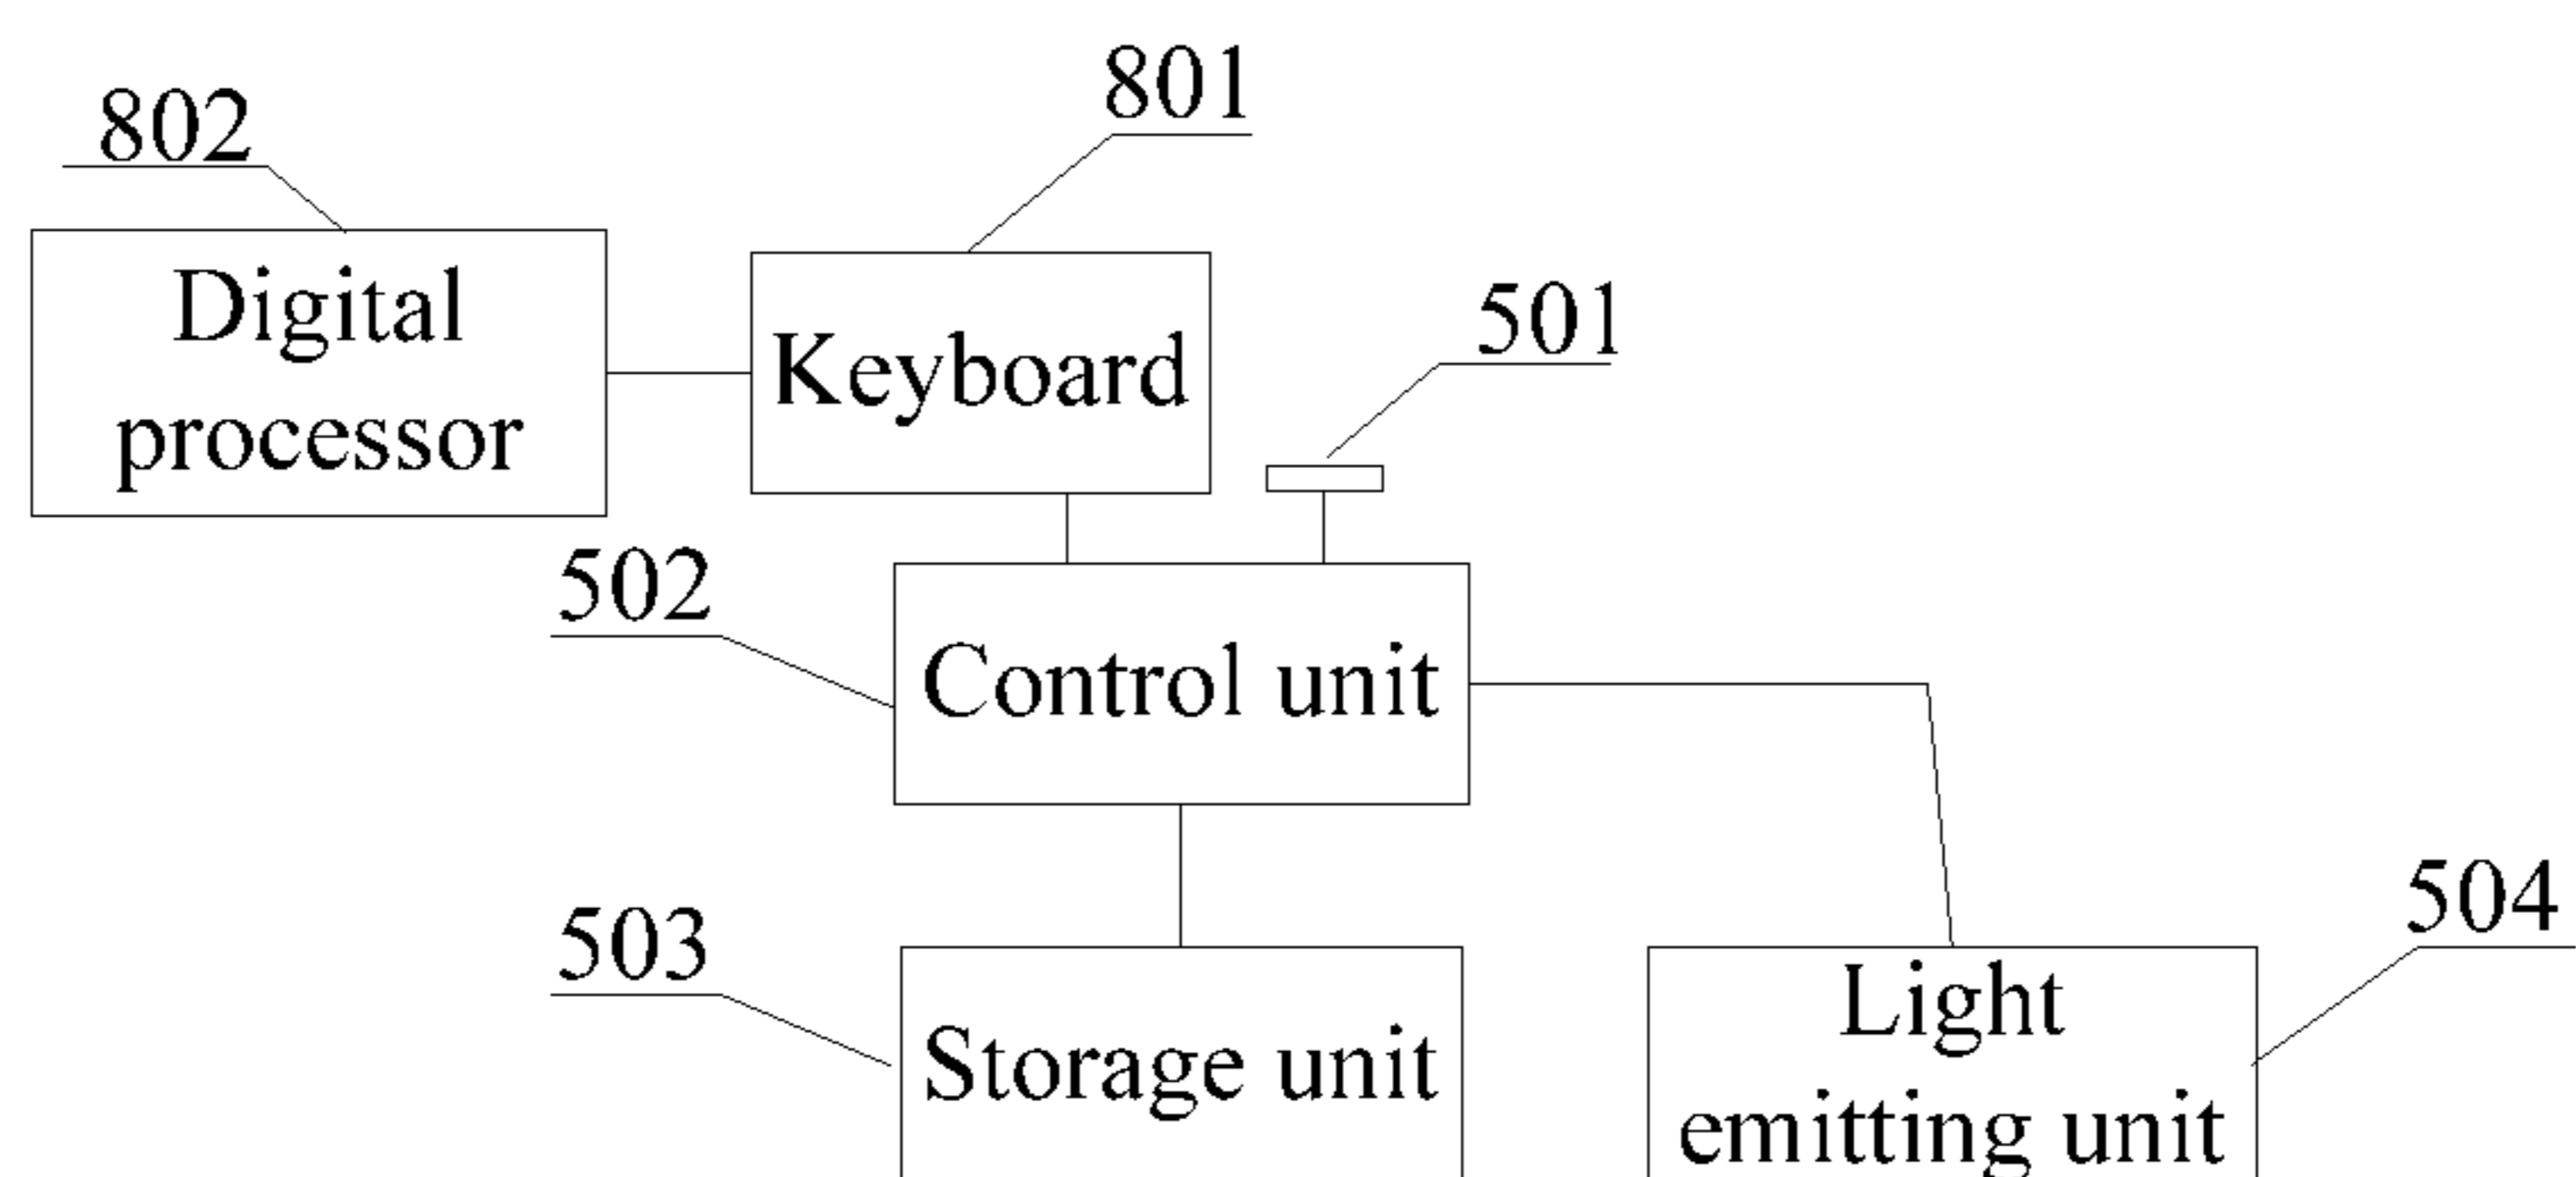 801
802
Digital
processor
Keyboard
501
502
Control unit
504
503
Storage unit
Light
emitting unit